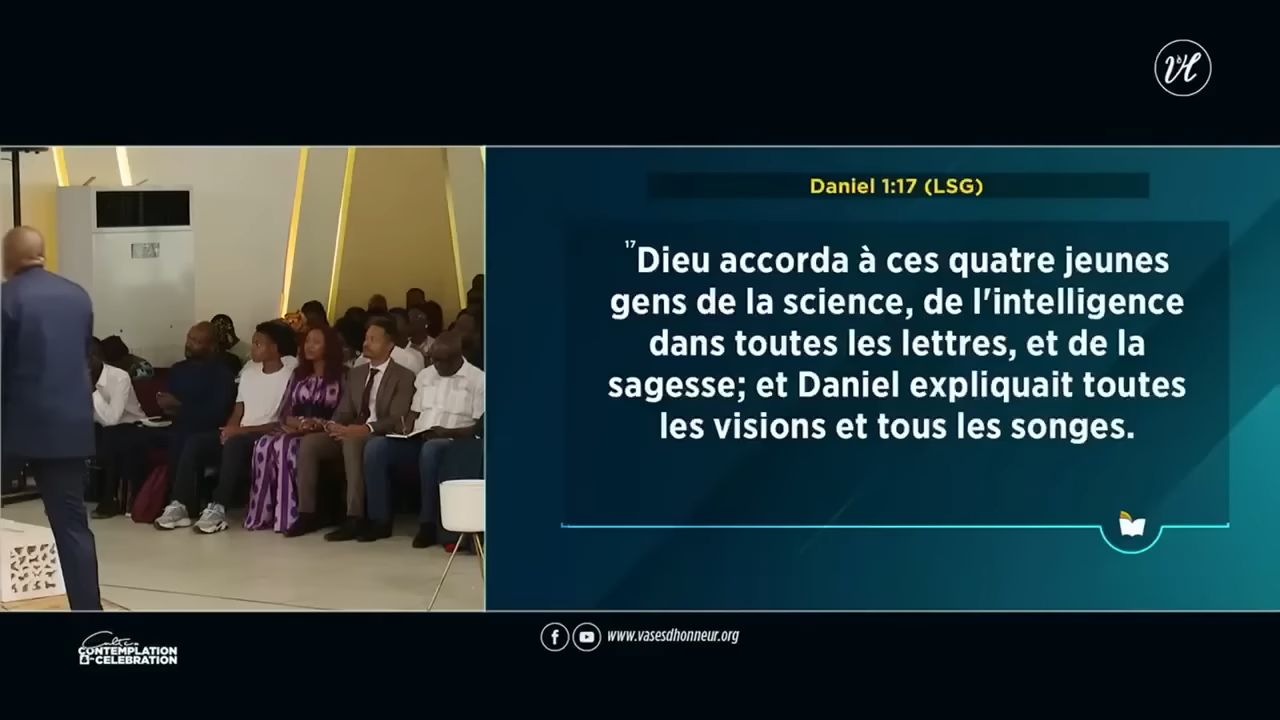 VH
Daniel 1:17 (LSG)
17Dieu accorda à ces quatre jeunes
gens de la science, de l'intelligence
dans toutes les lettres, et de la
sagesse; et Daniel expliquait toutes
les visions et tous les songes.
Culte
CONTEMPLATION
&-CELEBRATION
www.vasesdhonneur.org